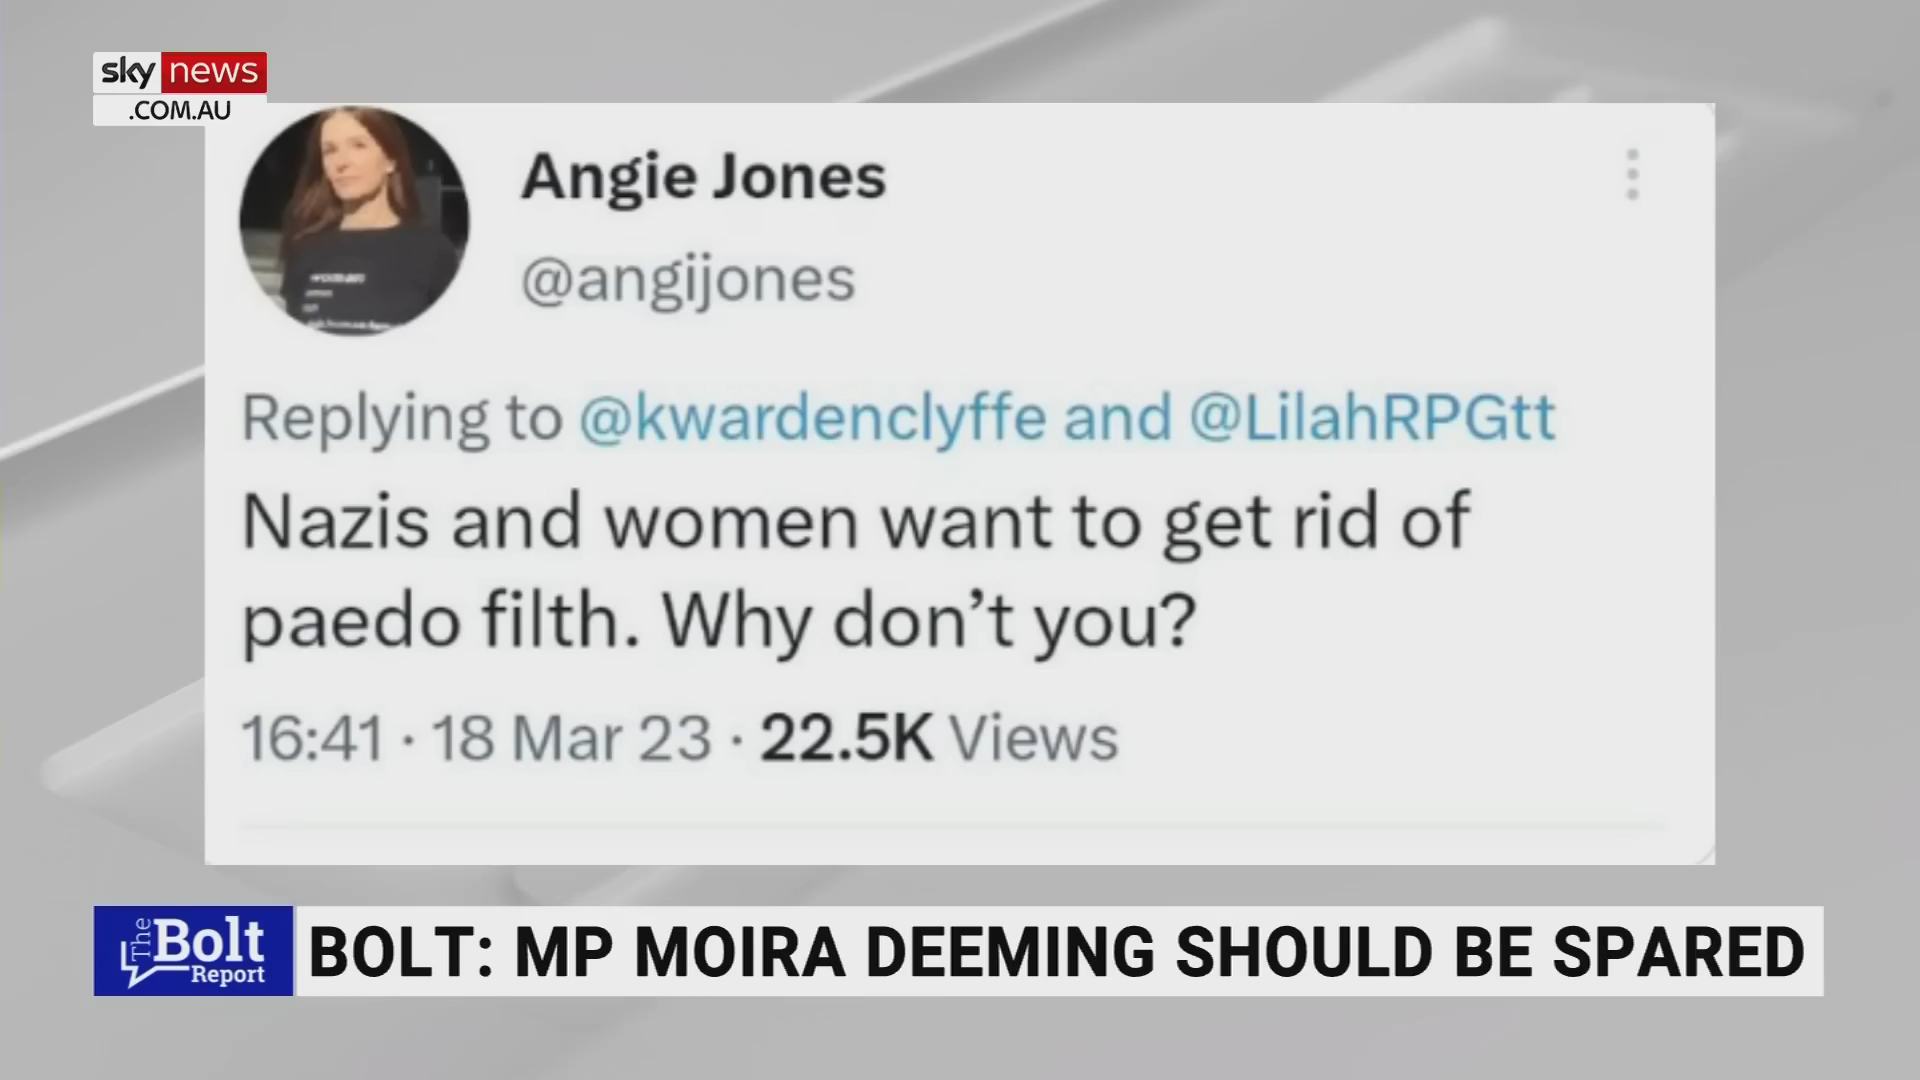 sky news
.COM.AU
Angie Jones
@angijones
Replying to @kwardenclyffe and @LilahRPGtt
Nazis and women want to get rid of
paedo filth. Why don't you?
16:41 · 18 Mar 23 · 22.5K Views
The Bolt Report
BOLT: MP MOIRA DEEMING SHOULD BE SPARED
woman